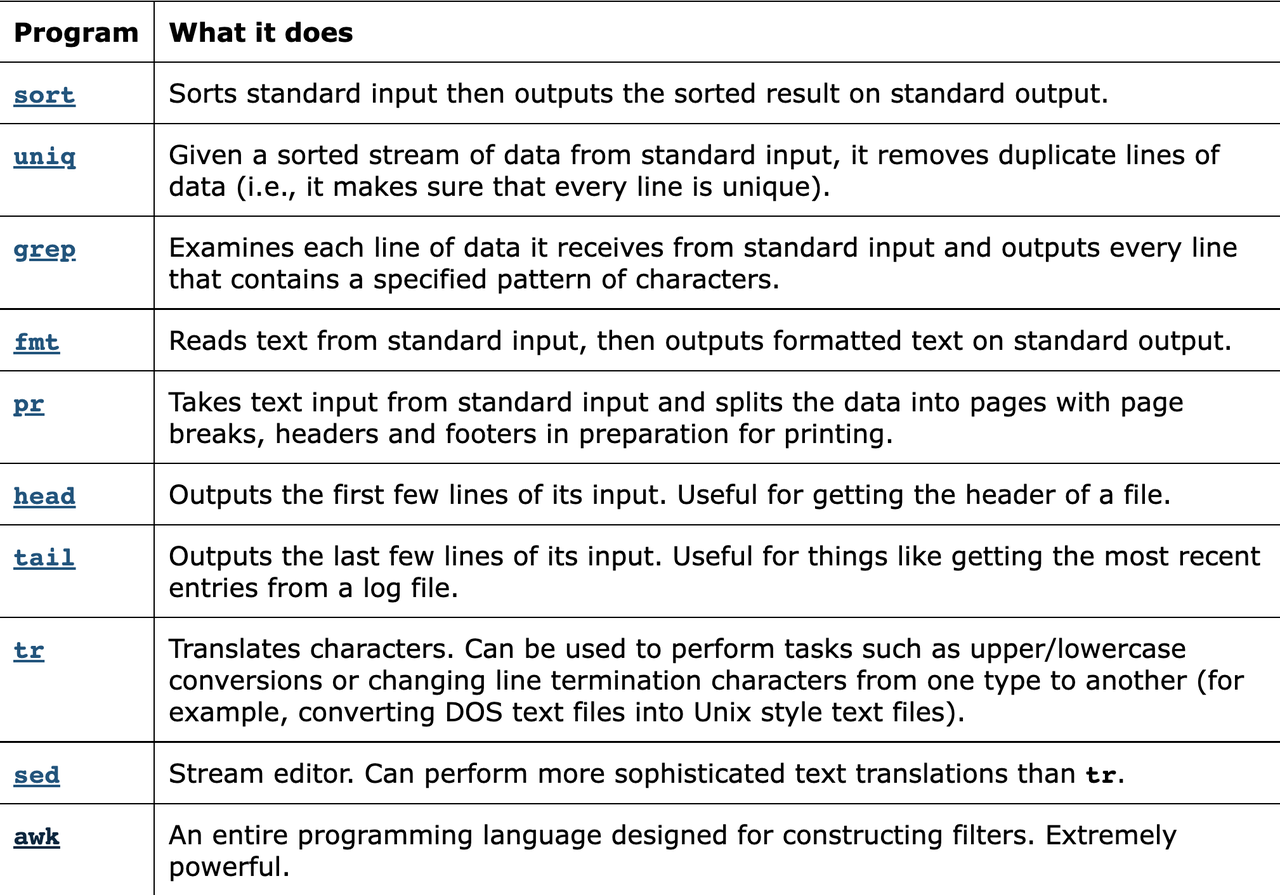 Program What it does
sort Sorts standard input then outputs the sorted result on standard output.
uniq Given a sorted stream of data from standard input, it removes duplicate lines of
data (i.e., it makes sure that every line is unique).
grep Examines each line of data it receives from standard input and outputs every line
that contains a specified pattern of characters.
fmt Reads text from standard input, then outputs formatted text on standard output.
pr Takes text input from standard input and splits the data into pages with page
breaks, headers and footers in preparation for printing.
head Outputs the first few lines of its input. Useful for getting the header of a file.
tail Outputs the last few lines of its input. Useful for things like getting the most recent
entries from a log file.
tr Translates characters. Can be used to perform tasks such as upper/lowercase
conversions or changing line termination characters from one type to another (for
example, converting DOS text files into Unix style text files).
sed Stream editor. Can perform more sophisticated text translations than tr.
awk An entire programming language designed for constructing filters. Extremely
powerful.